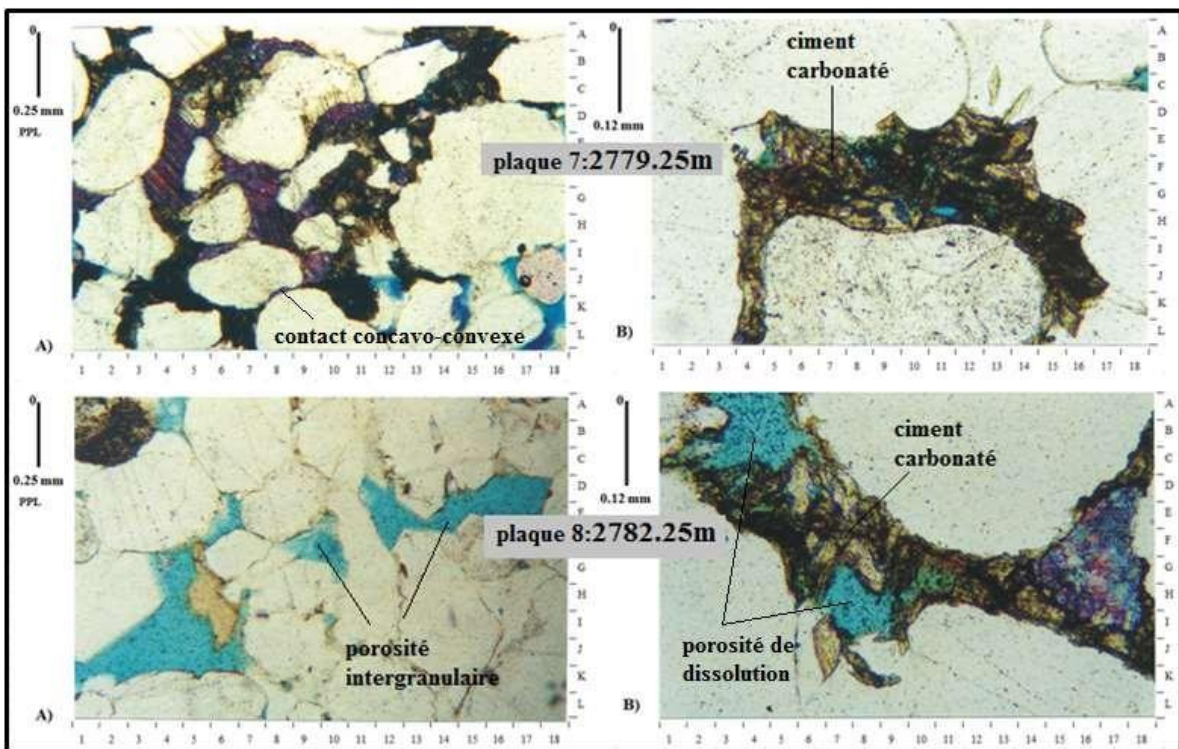 0
0.25 mm
PPL
A
B
C
D
E
F
G
H
I
J
K
L
contact concavo-convexe
A)
1 2 3 4 5 6 7 8 9 10 11 12 13 14 15 16 17 18
plaque 7:2779.25m
0
0.12 mm
ciment
carbonaté
A
B
C
D
E
F
G
H
I
J
K
L
B)
1 2 3 4 5 6 7 8 9 10 11 12 13 14 15 16 17 18
0
0.25 mm
PPL
A
B
C
D
E
F
G
H
I
J
K
L
porosité
intergranulaire
A)
1 2 3 4 5 6 7 8 9 10 11 12 13 14 15 16 17 18
plaque 8:2782.25m
0
0.12 mm
ciment
carbonaté
porosité de
dissolution
A
B
C
D
E
F
G
H
I
J
K
L
B)
1 2 3 4 5 6 7 8 9 10 11 12 13 14 15 16 17 18